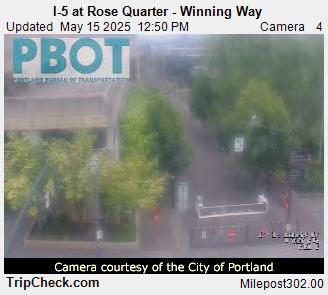 I-5 at Rose Quarter - Winning Way
Updated May 15 2025 12:50 PM Camera 4
PBOT
PORTLAND BUREAU OF TRANSPORTATION
Camera courtesy of the City of Portland
TripCheck.com Milepost302.00